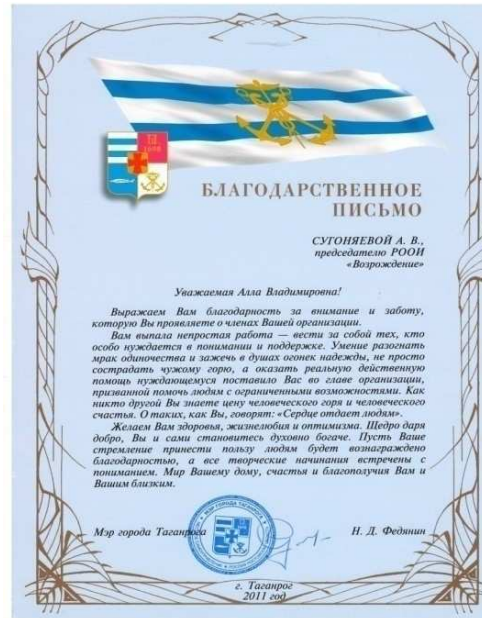 БЛАГОДАРСТВЕННОЕ
ПИСЬМО
СУГОНЯЕВОЙ А. В.,
председателю РООИ
«Возрождение»
Уважаемая Алла Владимировна!
Выражаем Вам благодарность за внимание и заботу,
которую Вы проявляете о членах Вашей организации.
Вам выпала непростая работа — вести за собой тех, кто
особо нуждается в понимании и поддержке. Умение разогнать
мрак одиночества и зажечь в душах огонек надежды, не просто
сострадать чужому горю, а оказать реальную действенную
помощь нуждающемуся поставило Вас во главе организации,
призванной помочь людям с ограниченными возможностями. Как
никто другой Вы знаете цену человеческого горя и человеческого
счастья. О таких, как Вы, говорят: «Сердце отдает людям».
Желаем Вам здоровья, жизнелюбия и оптимизма. Щедро даря
добро, Вы и сами становитесь духовно богаче. Пусть Ваше
стремление принести пользу людям будет вознаграждено
благодарностью, а все творческие начинания встречены с
пониманием. Мир Вашему дому, счастья и благополучия Вам и
Вашим близким.
Мэр города Таганрога Н. Д. Федянин
г. Таганрог
2011 год